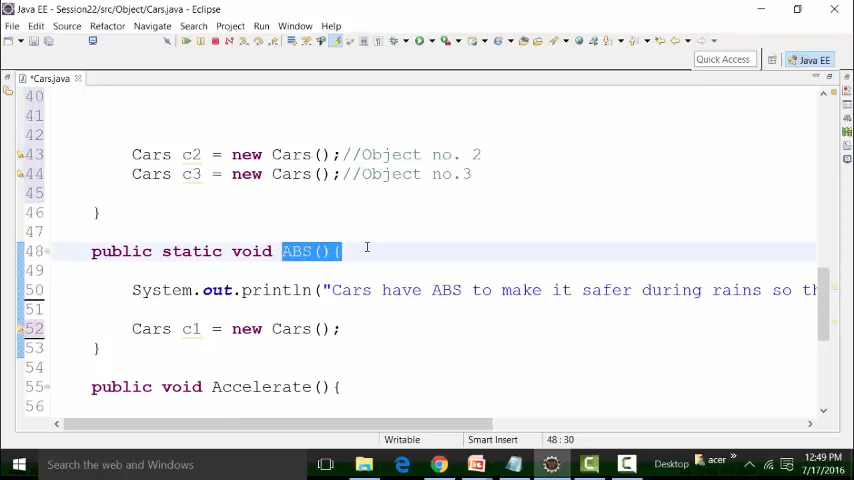 Java EE - Session22/src/Object/Cars.java - Eclipse
File Edit Source Refactor Navigate Search Project Run Window Help
Quick Access Java EE
*Cars.java
40
41
42
43 Cars c2 = new Cars();//Object no. 2
44 Cars c3 = new Cars();//Object no.3
45
46 }
47
48 public static void ABS(){
49
50 System.out.println("Cars have ABS to make it safer during rains so th
51
52 Cars c1 = new Cars();
53 }
54
55 public void Accelerate(){
56
Writable Smart Insert 48 : 30
Search the web and Windows Desktop acer 12:49 PM
7/17/2016